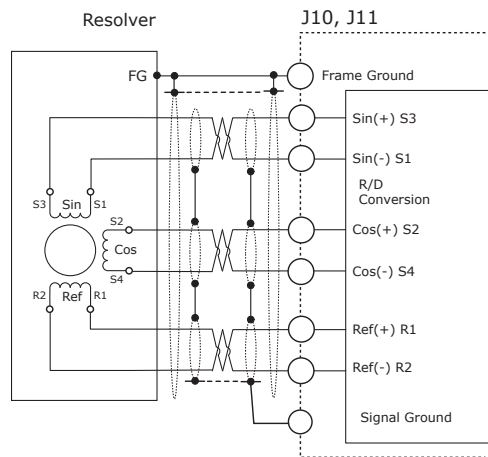 Resolver
J10, J11
FG
Frame Ground
Sin(+) S3
Sin(-) S1
R/D
Conversion
S3 Sin S1
S2
Cos
S4
Cos(+) S2
Cos(-) S4
R2 Ref R1
Ref(+) R1
Ref(-) R2
Signal Ground